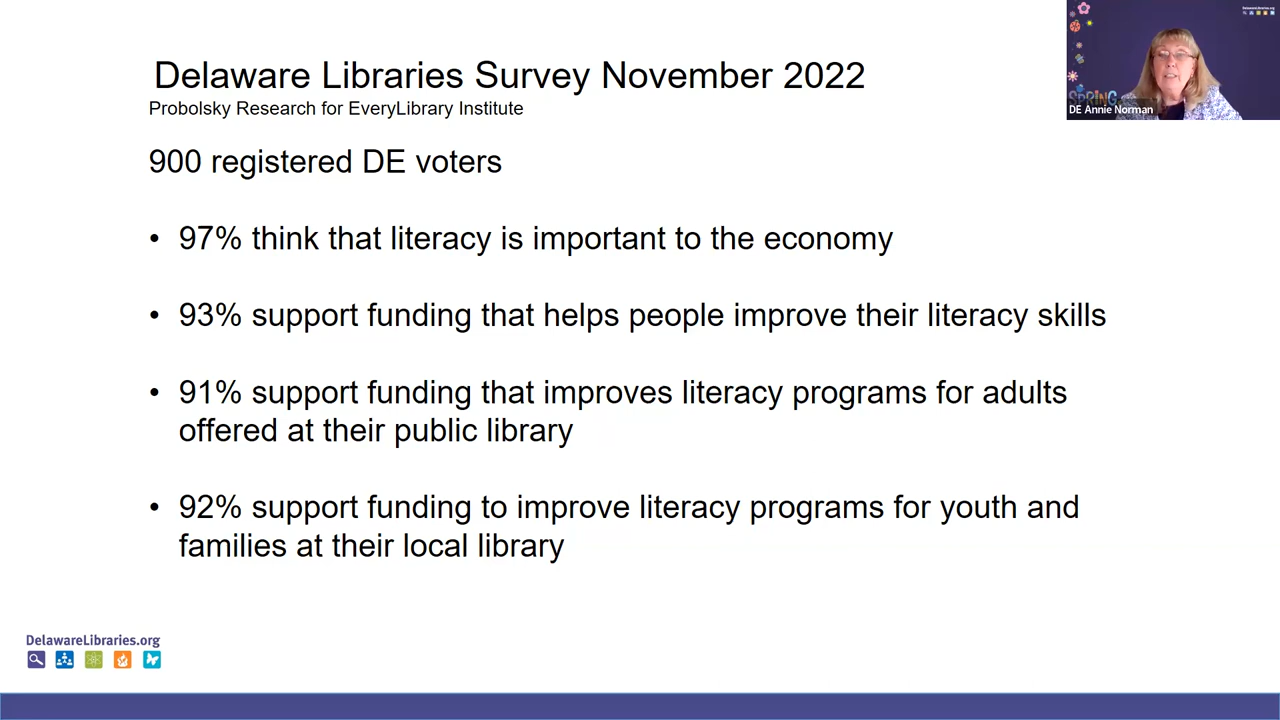 Delaware Libraries Survey November 2022
Probolsky Research for EveryLibrary Institute
900 registered DE voters
• 97% think that literacy is important to the economy
• 93% support funding that helps people improve their literacy skills
• 91% support funding that improves literacy programs for adults
offered at their public library
• 92% support funding to improve literacy programs for youth and
families at their local library
DelawareLibraries.org
DelawareLibraries.org
SPRING
DE Annie Norman